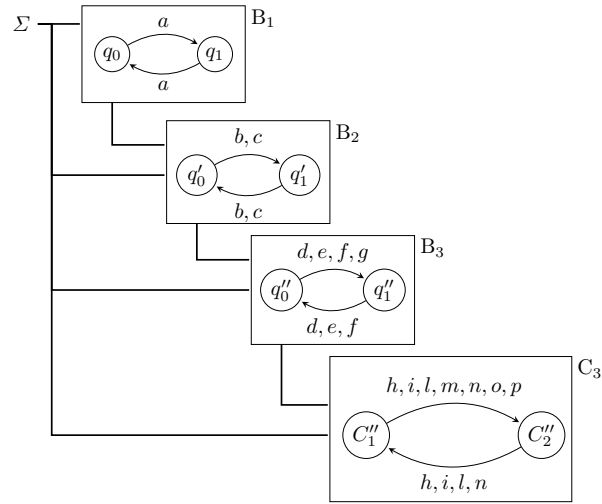 Σ
a
B₁
q₀ q₁
a
b, c
B₂
q′₀ q′₁
b, c
d, e, f, g
B₃
q″₀ q″₁
d, e, f
C₃
h, i, l, m, n, o, p
C″₁ C″₂
h, i, l, n